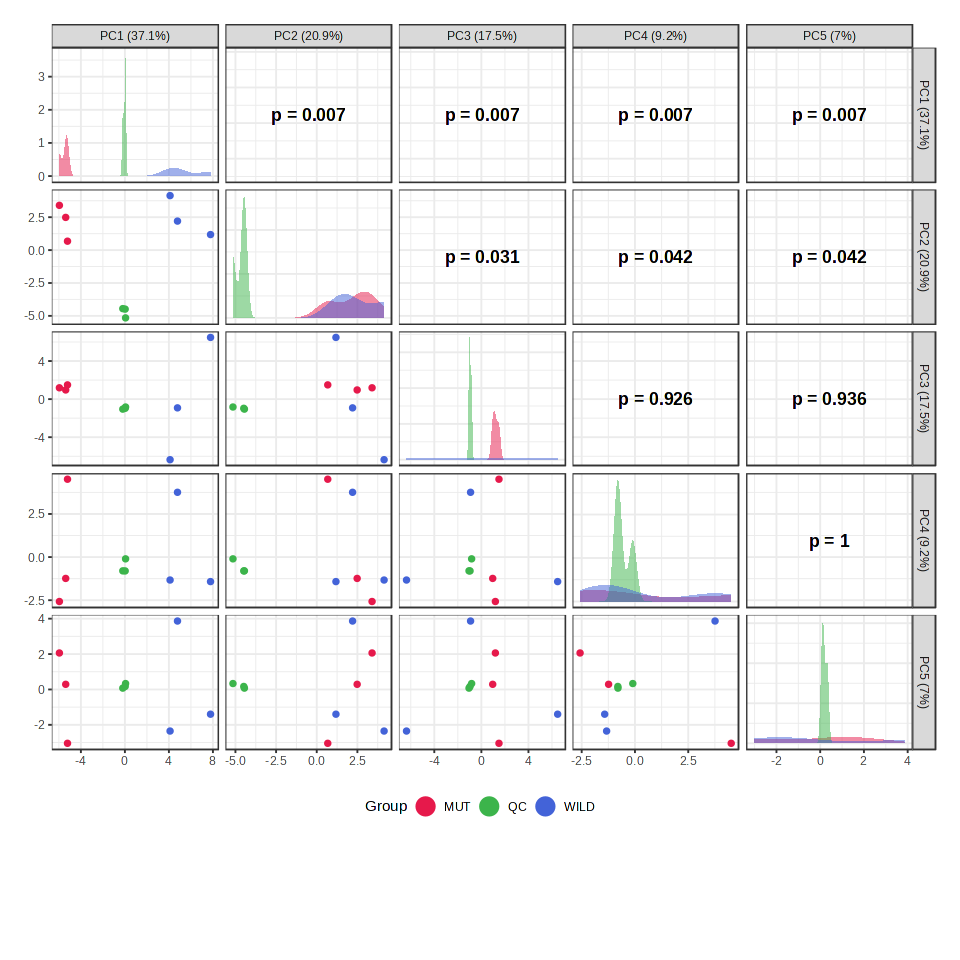 PC1 (37.1%) PC2 (20.9%) PC3 (17.5%) PC4 (9.2%) PC5 (7%)
3
2
1
0
p = 0.007 p = 0.007 p = 0.007 p = 0.007
PC1 (37.1%)
2.5
0.0
-2.5
-5.0
p = 0.031 p = 0.042 p = 0.042
PC2 (20.9%)
4
0
-4
p = 0.926 p = 0.936
PC3 (17.5%)
2.5
0.0
-2.5
p = 1
PC4 (9.2%)
4
2
0
-2
PC5 (7%)
-4 0 4 8 -5.0 -2.5 0.0 2.5 -4 0 4 -2.5 0.0 2.5 -2 0 2 4
Group MUT QC WILD